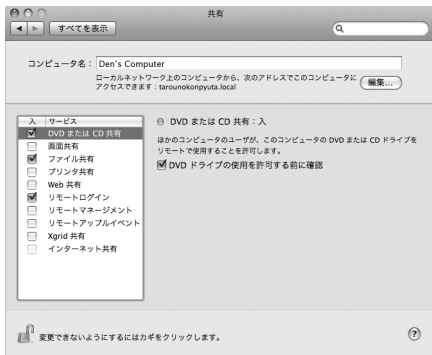 共有
すべてを表示
コンピュータ名：
Den's Computer
ローカルネットワーク上のコンピュータから、次のアドレスでこのコンピュータに
アクセスできます：tarounokonpyuta.local
編集...
入 サービス
DVD または CD 共有
画面共有
ファイル共有
プリンタ共有
Web 共有
リモートログイン
リモートマネージメント
リモートアップルイベント
Xgrid 共有
インターネット共有
DVD または CD 共有：入
ほかのコンピュータのユーザが、このコンピュータの DVD または CD ドライブを
リモートで使用することを許可します。
DVD ドライブの使用を許可する前に確認
変更できないようにするにはカギをクリックします。
?